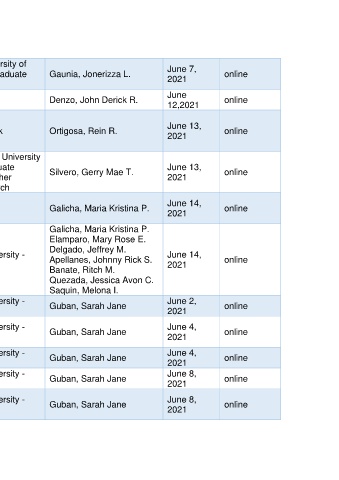 rsity of
aduate
Gaunia, Jonerizza L.
June 7,
2021
online
Denzo, John Derick R.
June
12,2021
online
k
Ortigosa, Rein R.
June 13,
2021
online
University
uate
her
rch
Silvero, Gerry Mae T.
June 13,
2021
online
Galicha, Maria Kristina P.
June 14,
2021
online
ersity -
Galicha, Maria Kristina P.
Elamparo, Mary Rose E.
Delgado, Jeffrey M.
Apellanes, Johnny Rick S.
Banate, Ritch M.
Quezada, Jessica Avon C.
Saquin, Melona I.
June 14,
2021
online
ersity -
Guban, Sarah Jane
June 2,
2021
online
ersity -
Guban, Sarah Jane
June 4,
2021
online
ersity -
Guban, Sarah Jane
June 4,
2021
online
ersity -
Guban, Sarah Jane
June 8,
2021
online
ersity -
Guban, Sarah Jane
June 8,
2021
online